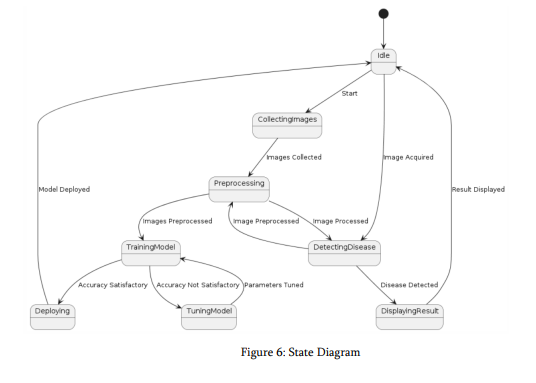 Idle
Start
CollectingImages
Images Collected
Image Acquired
Preprocessing
Model Deployed
Result Displayed
Images Preprocessed
Image Preprocessed
Image Processed
TrainingModel
DetectingDisease
Accuracy Satisfactory
Accuracy Not Satisfactory
Parameters Tuned
Disease Detected
Deploying
TuningModel
DisplayingResult
Figure 6: State Diagram